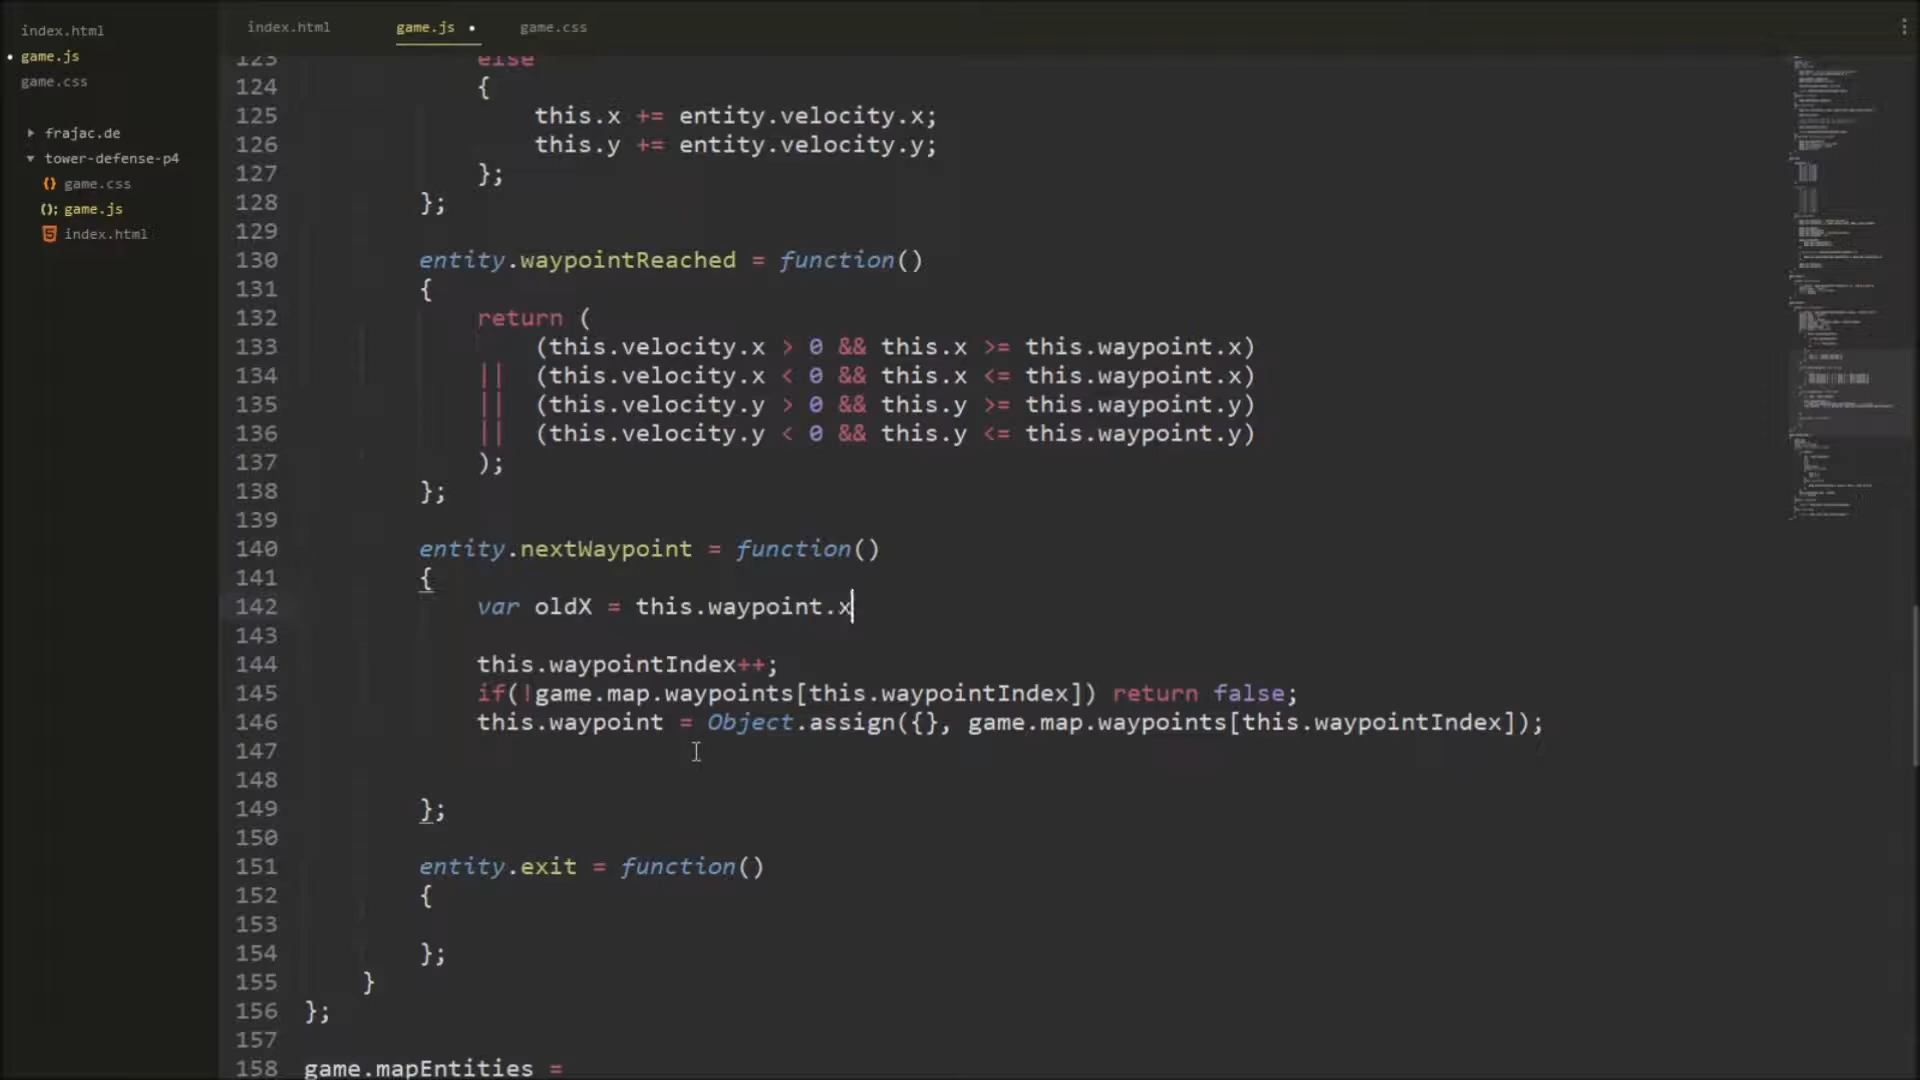 index.html
game.js
game.css
frajac.de
tower-defense-p4
{} game.css
(); game.js
5 index.html
index.html game.js • game.css
123 else
124 {
125 this.x += entity.velocity.x;
126 this.y += entity.velocity.y;
127 };
128 };
129
130 entity.waypointReached = function()
131 {
132 return (
133 (this.velocity.x > 0 && this.x >= this.waypoint.x)
134 || (this.velocity.x < 0 && this.x <= this.waypoint.x)
135 || (this.velocity.y > 0 && this.y >= this.waypoint.y)
136 || (this.velocity.y < 0 && this.y <= this.waypoint.y)
137 );
138 };
139
140 entity.nextWaypoint = function()
141 {
142 var oldX = this.waypoint.x
143
144 this.waypointIndex++;
145 if(!game.map.waypoints[this.waypointIndex]) return false;
146 this.waypoint = Object.assign({}, game.map.waypoints[this.waypointIndex]);
147
148
149 };
150
151 entity.exit = function()
152 {
153
154 };
155 }
156 };
157
158 game.mapEntities =